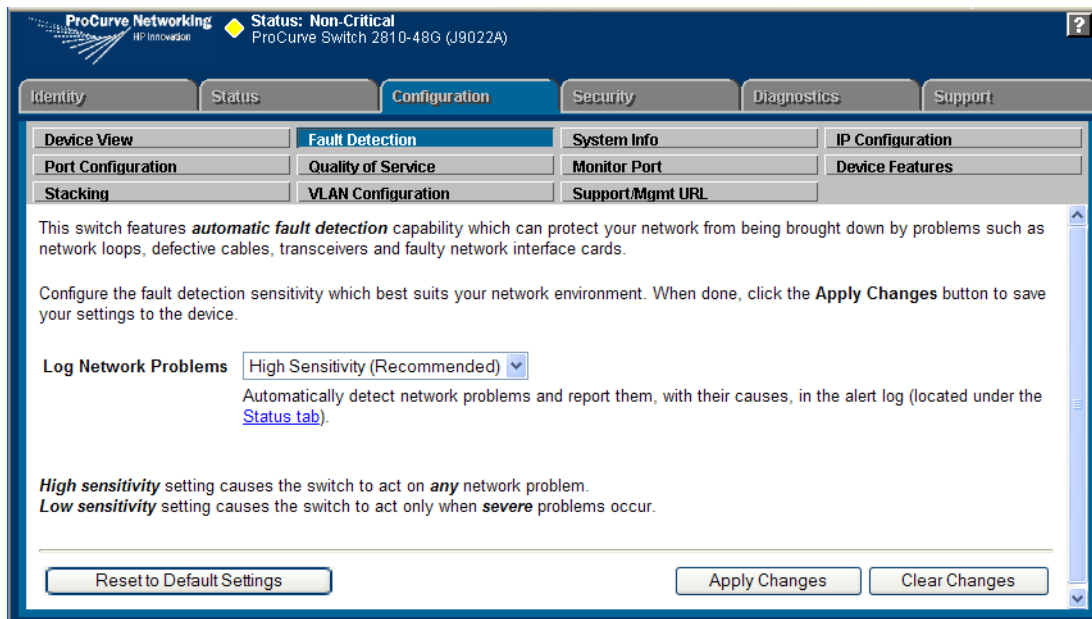 ProCurve Networking
HP Innovation
Status: Non-Critical
ProCurve Switch 2810-48G (J9022A)
?
Identity
Status
Configuration
Security
Diagnostics
Support
Device View
Fault Detection
System Info
IP Configuration
Port Configuration
Quality of Service
Monitor Port
Device Features
Stacking
VLAN Configuration
Support/Mgmt URL
This switch features automatic fault detection capability which can protect your network from being brought down by problems such as
network loops, defective cables, transceivers and faulty network interface cards.
Configure the fault detection sensitivity which best suits your network environment. When done, click the Apply Changes button to save
your settings to the device.
Log Network Problems
High Sensitivity (Recommended)
Automatically detect network problems and report them, with their causes, in the alert log (located under the
Status tab).
High sensitivity setting causes the switch to act on any network problem.
Low sensitivity setting causes the switch to act only when severe problems occur.
Reset to Default Settings
Apply Changes
Clear Changes